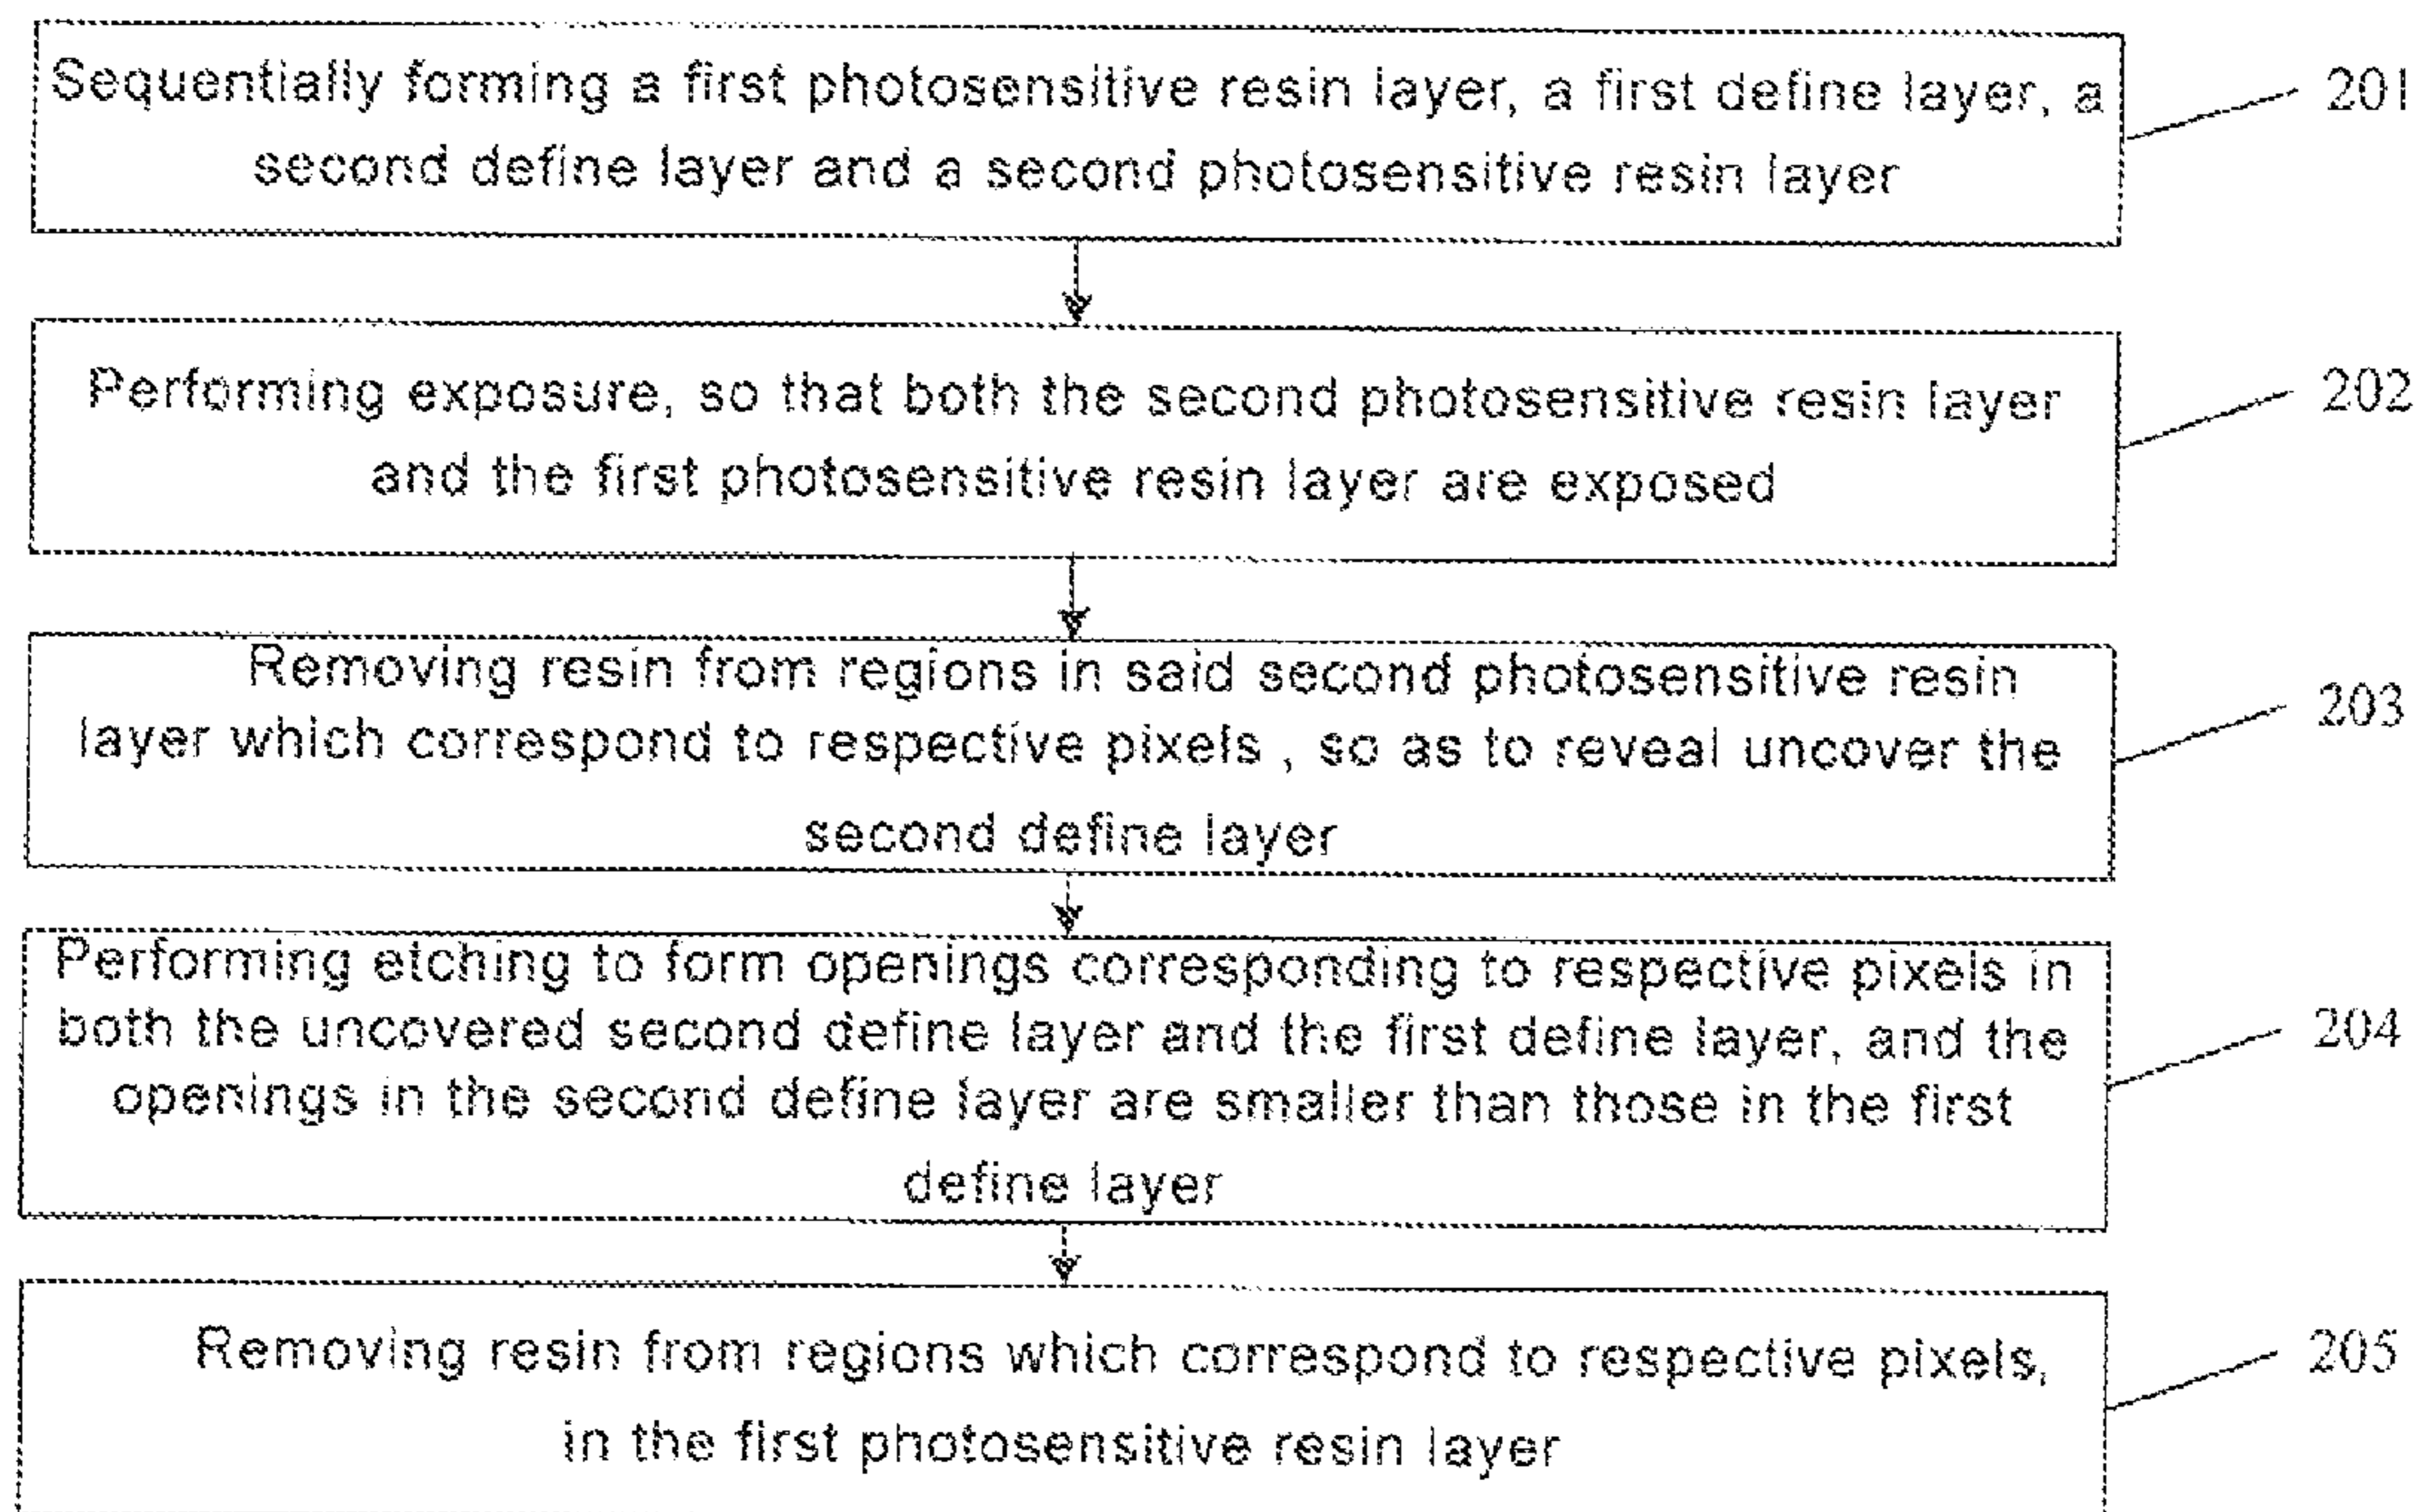 Sequentially forming a first photosensitive resin layer, a first define layer, a
201
second define layer and a second photosensitive resin layer
Performing exposure, so that both the second photosensitive resin layer
202
and the first photosensitive resin layer are exposed
Removing resin from regions in said second photosensitive resin
203
layer which correspond to respective pixels , so as to reveal uncover the
second define layer
Performing etching to form openings corresponding to respective pixels in
both the uncovered second define layer and the first define layer, and the
204
openings in the second define layer are smaller than those in the first
define layer
Removing resin from regions which correspond to respective pixels,
205
in the first photosensitive resin layer